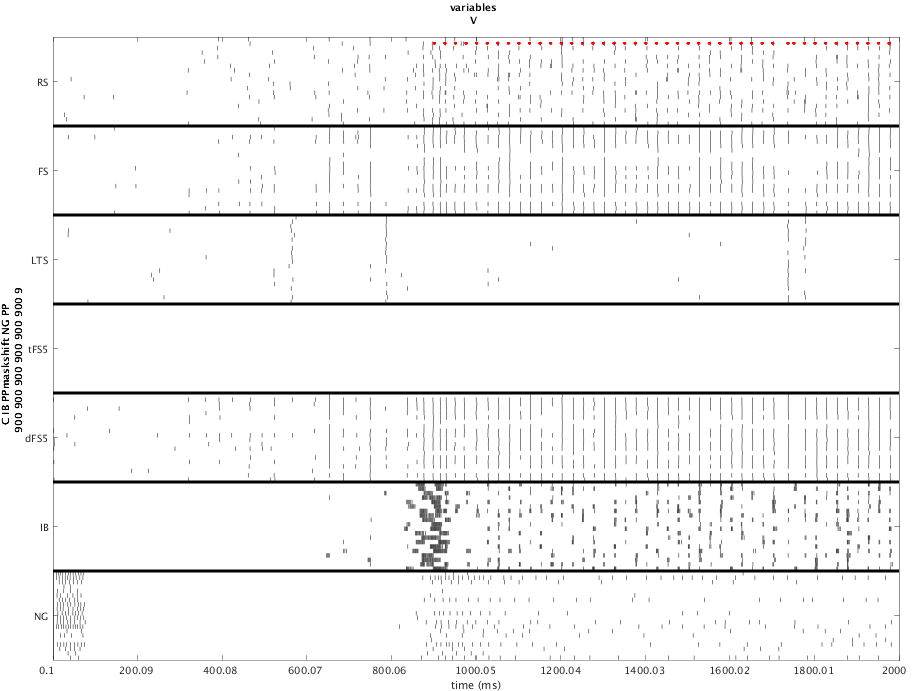 variables
V
C IB PPmaskshift NG PP
900 900 900 900 900 900 9
RS
FS
LTS
tFS5
dFS5
IB
NG
0.1 200.09 400.08 600.07 800.06 1000.05 1200.04 1400.03 1600.02 1800.01 2000
time (ms)